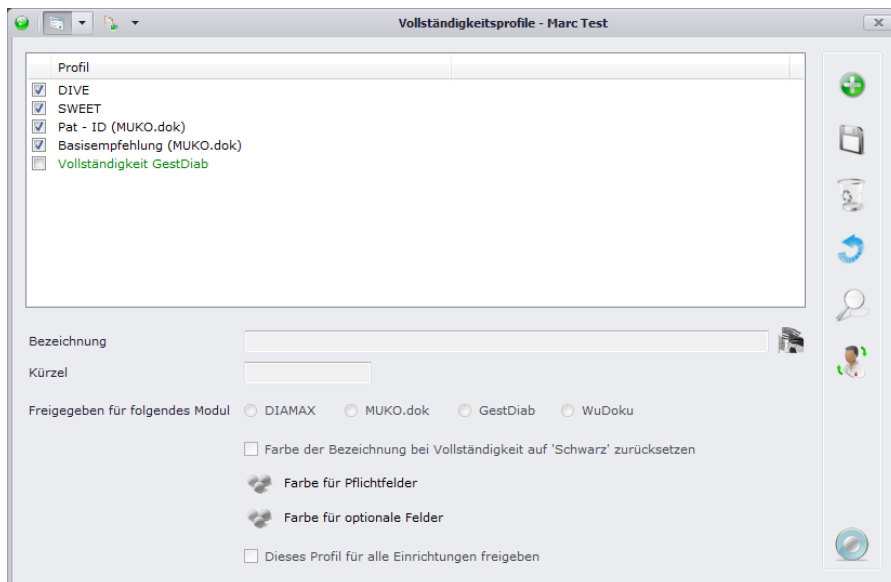 Vollständigkeitsprofile - Marc Test
Profil
DIVE
SWEET
Pat - ID (MUKO.dok)
Basisempfehlung (MUKO.dok)
Vollständigkeit GestDiab
Bezeichnung
Kürzel
Freigegeben für folgendes Modul DIAMAX MUKO.dok GestDiab WuDoku
Farbe der Bezeichnung bei Vollständigkeit auf 'Schwarz' zurücksetzen
Farbe für Pflichtfelder
Farbe für optionale Felder
Dieses Profil für alle Einrichtungen freigeben